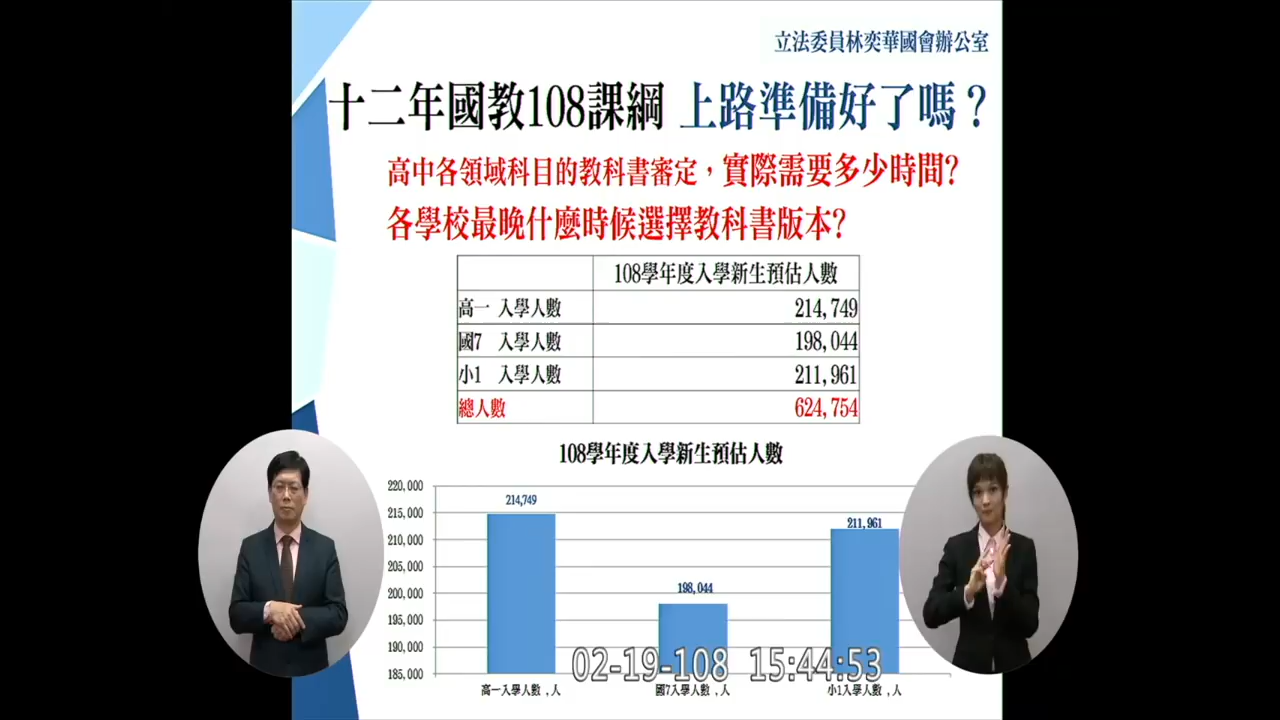 立法委員林奕華國會辦公室
十二年國教108課綱 上路準備好了嗎？
高中各領域科目的教科書審定，實際需要多少時間?
各學校最晚什麼時候選擇教科書版本?
108學年度入學新生預估人數
高一 入學人數 214,749
國7 入學人數 198,044
小1 入學人數 211,961
總人數 624,754
108學年度入學新生預估人數
220,000
215,000
210,000
205,000
200,000
195,000
190,000
185,000
214,749
198,044
211,961
高一入學人數 , 人
國7入學人數 , 人
小1入學人數 , 人
02-19-108 15:44:53